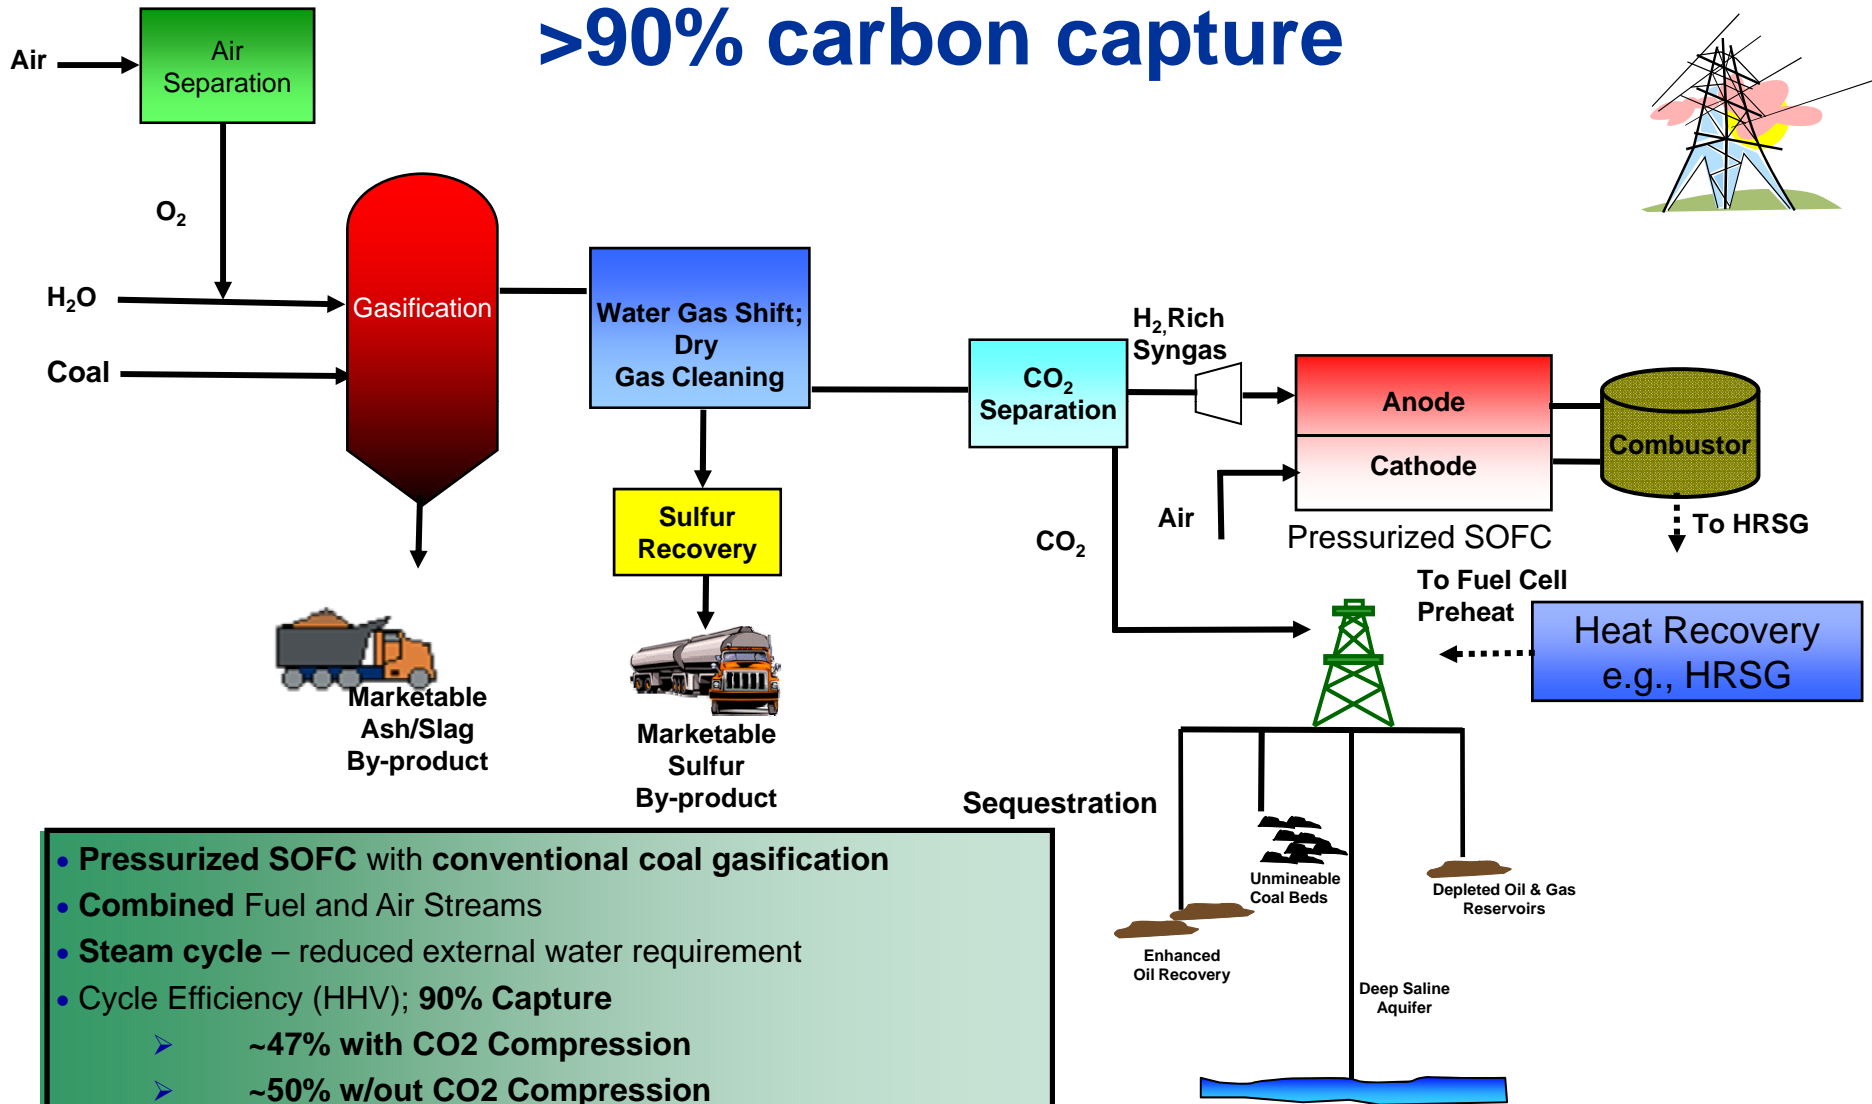 >90% carbon capture
Air
Air
Separation
O₂
H₂O
Coal
Gasification
Water Gas Shift;
Dry
Gas Cleaning
Sulfur
Recovery
Marketable
Ash/Slag
By-product
Marketable
Sulfur
By-product
CO₂
Separation
H₂,Rich
Syngas
Anode
Cathode
Air
Pressurized SOFC
Combustor
To HRSG
CO₂
To Fuel Cell
Preheat
Heat Recovery
e.g., HRSG
Sequestration
Enhanced
Oil Recovery
Unmineable
Coal Beds
Deep Saline
Aquifer
Depleted Oil & Gas
Reservoirs
• Pressurized SOFC with conventional coal gasification
• Combined Fuel and Air Streams
• Steam cycle – reduced external water requirement
• Cycle Efficiency (HHV); 90% Capture
➢ ~47% with CO2 Compression
➢ ~50% w/out CO2 Compression